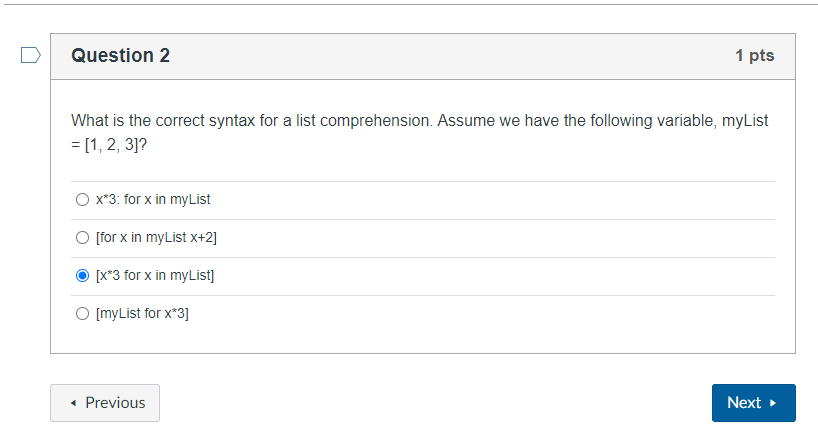 Question 2
1 pts
What is the correct syntax for a list comprehension. Assume we have the following variable, myList
= [1, 2, 3]?
x*3: for x in myList
[for x in myList x+2]
[x*3 for x in myList]
[myList for x*3]
◂ Previous
Next ▸